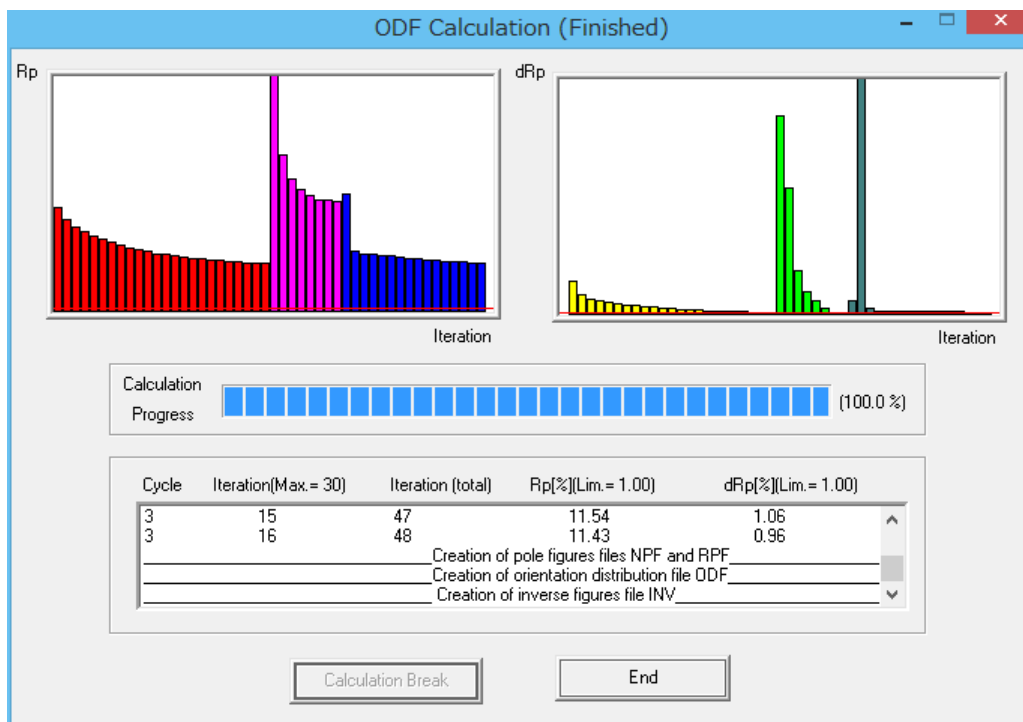 ODF Calculation (Finished)
Rp
dRp
Iteration
Iteration
Calculation Progress
(100.0 %)
Cycle Iteration(Max.= 30) Iteration (total) Rp[%](Lim.= 1.00) dRp[%](Lim.= 1.00)
3 15 47 11.54 1.06
3 16 48 11.43 0.96
Creation of pole figures files NPF and RPF
Creation of orientation distribution file ODF
Creation of inverse figures file INV
Calculation Break
End